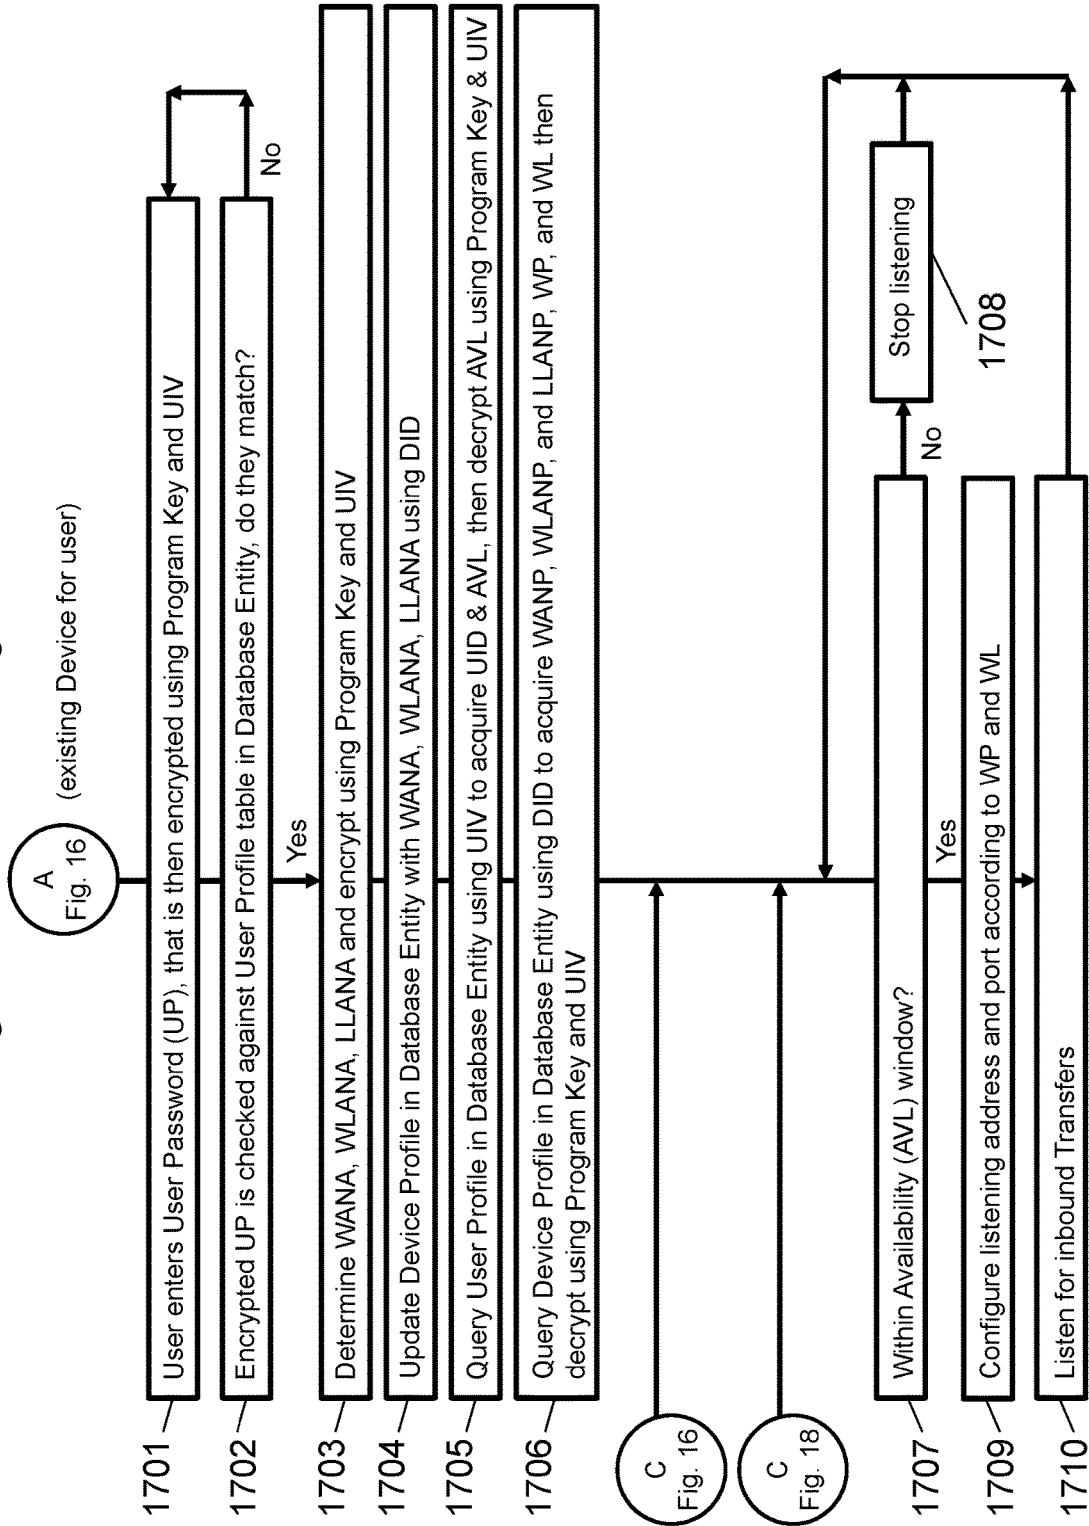 A
Fig. 16
(existing Device for user)
1701
User enters User Password (UP), that is then encrypted using Program Key and UIV
1702
Encrypted UP is checked against User Profile table in Database Entity, do they match?
No
Yes
1703
Determine WANA, WLANA, LLANA and encrypt using Program Key and UIV
1704
Update Device Profile in Database Entity with WANA, WLANA, LLANA using DID
1705
Query User Profile in Database Entity using UIV to acquire UID & AVL, then decrypt AVL using Program Key & UIV
1706
Query Device Profile in Database Entity using DID to acquire WANP, WLANP, and LLANP, WP, and WL then
decrypt using Program Key and UIV
C
Fig. 16
C
Fig. 18
1707
Within Availability (AVL) window?
No
Stop listening
1708
Yes
1709
Configure listening address and port according to WP and WL
1710
Listen for inbound Transfers